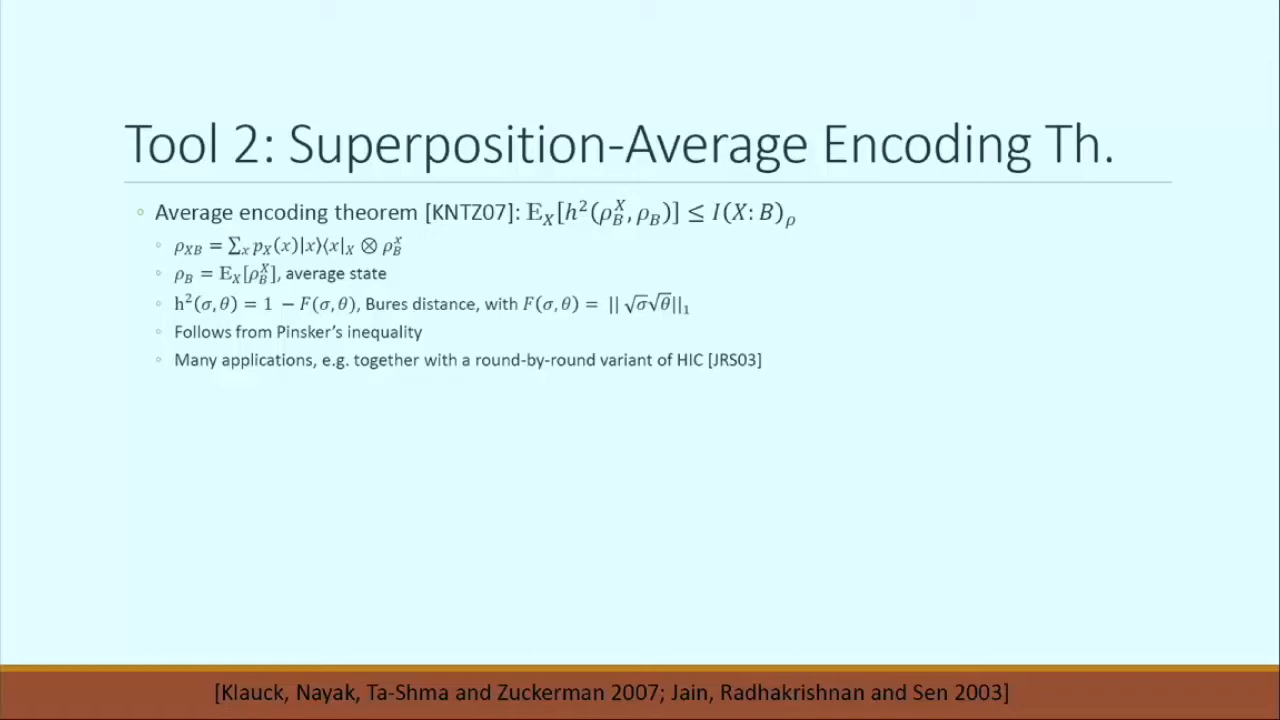 Tool 2: Superposition-Average Encoding Th.
◦ Average encoding theorem [KNTZ07]: E_X[h²(ρ_B^X, ρ_B)] ≤ I(X: B)_ρ
◦ ρ_XB = ∑_x p_X(x)|x⟩⟨x|_X ⊗ ρ_B^x
◦ ρ_B = E_X[ρ_B^X], average state
◦ h²(σ, θ) = 1 − F(σ, θ), Bures distance, with F(σ, θ) = ||√σ√θ||₁
◦ Follows from Pinsker's inequality
◦ Many applications, e.g. together with a round-by-round variant of HIC [JRS03]
[Klauck, Nayak, Ta-Shma and Zuckerman 2007; Jain, Radhakrishnan and Sen 2003]